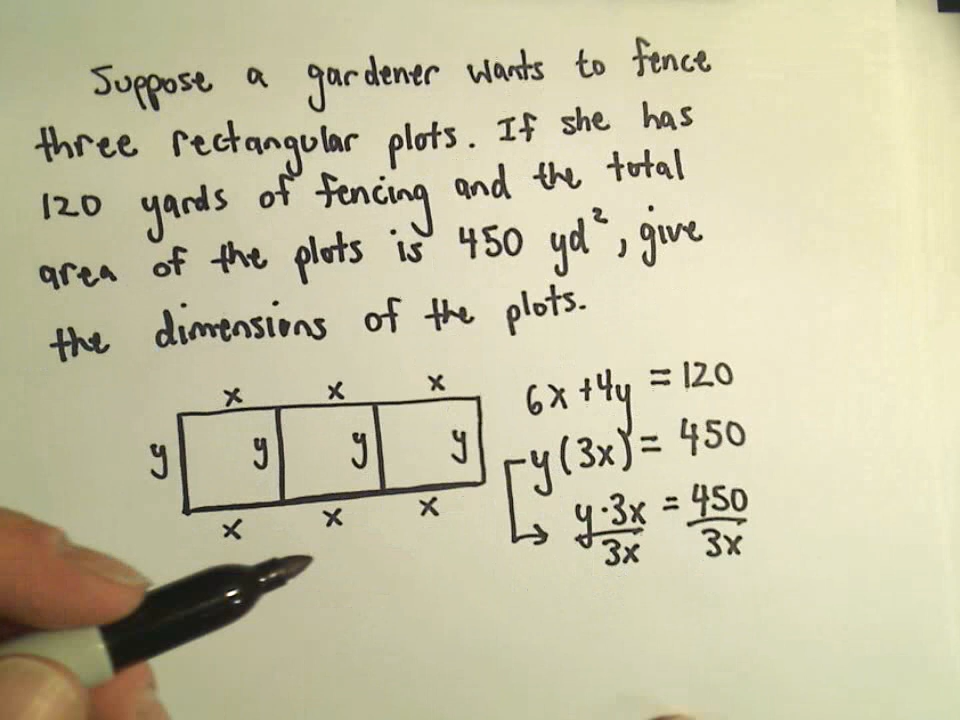 Suppose a gardener wants to fence
three rectangular plots. If she has
120 yards of fencing and the total
area of the plots is 450 yd², give
the dimensions of the plots.
x x x
y y y y
x x x
6x + 4y = 120
y(3x) = 450
y · 3x / 3x = 450 / 3x